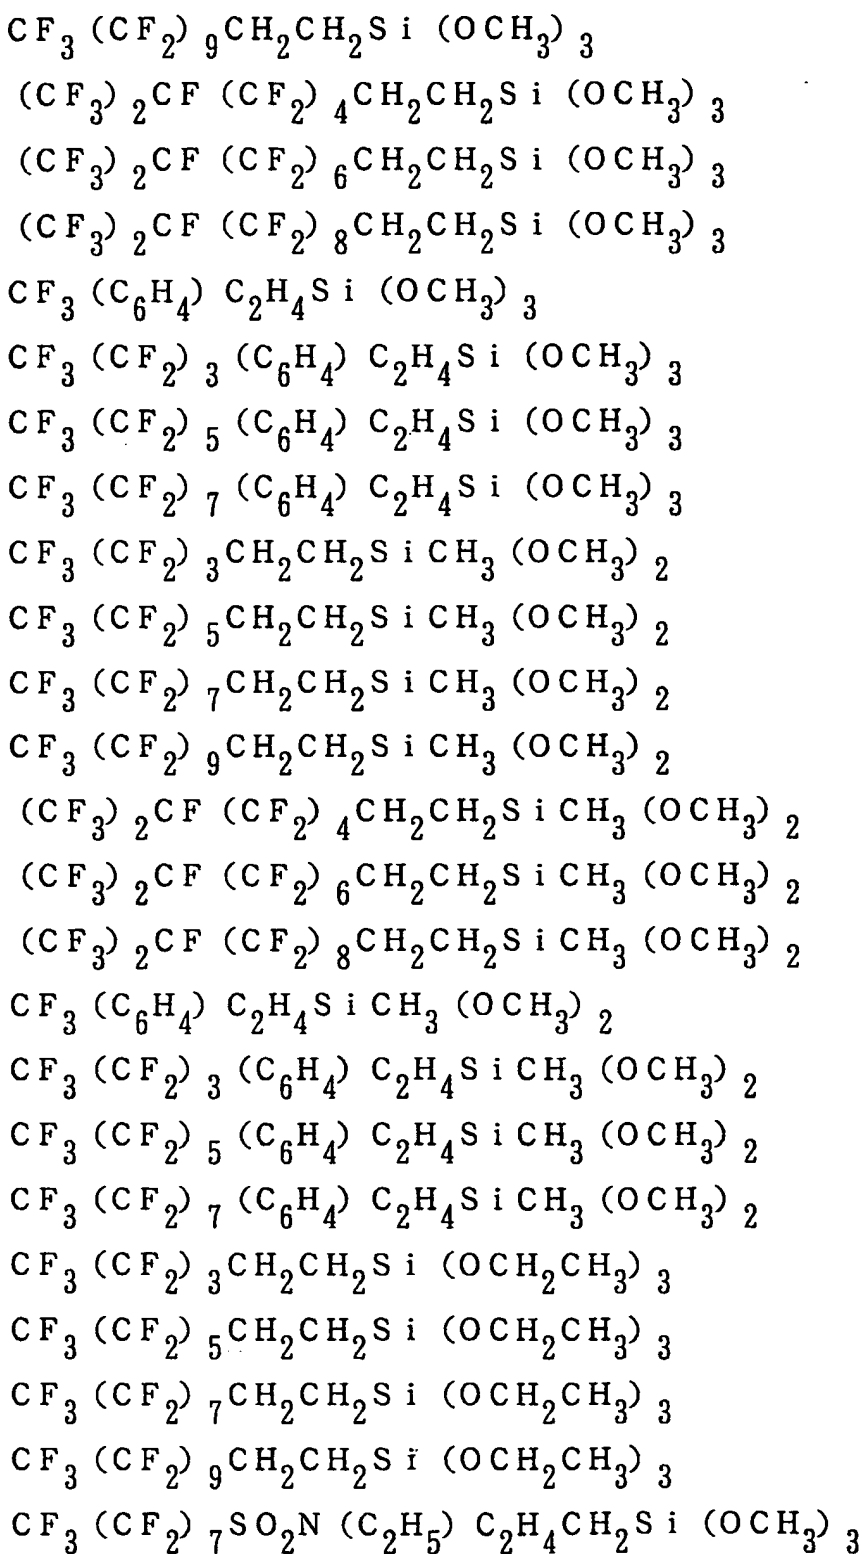 CF₃(CF₂)₉CH₂CH₂Si(OCH₃)₃
(CF₃)₂CF(CF₂)₄CH₂CH₂Si(OCH₃)₃
(CF₃)₂CF(CF₂)₆CH₂CH₂Si(OCH₃)₃
(CF₃)₂CF(CF₂)₈CH₂CH₂Si(OCH₃)₃
CF₃(C₆H₄)C₂H₄Si(OCH₃)₃
CF₃(CF₂)₃(C₆H₄)C₂H₄Si(OCH₃)₃
CF₃(CF₂)₅(C₆H₄)C₂H₄Si(OCH₃)₃
CF₃(CF₂)₇(C₆H₄)C₂H₄Si(OCH₃)₃
CF₃(CF₂)₃CH₂CH₂SiCH₃(OCH₃)₂
CF₃(CF₂)₅CH₂CH₂SiCH₃(OCH₃)₂
CF₃(CF₂)₇CH₂CH₂SiCH₃(OCH₃)₂
CF₃(CF₂)₉CH₂CH₂SiCH₃(OCH₃)₂
(CF₃)₂CF(CF₂)₄CH₂CH₂SiCH₃(OCH₃)₂
(CF₃)₂CF(CF₂)₆CH₂CH₂SiCH₃(OCH₃)₂
(CF₃)₂CF(CF₂)₈CH₂CH₂SiCH₃(OCH₃)₂
CF₃(C₆H₄)C₂H₄SiCH₃(OCH₃)₂
CF₃(CF₂)₃(C₆H₄)C₂H₄SiCH₃(OCH₃)₂
CF₃(CF₂)₅(C₆H₄)C₂H₄SiCH₃(OCH₃)₂
CF₃(CF₂)₇(C₆H₄)C₂H₄SiCH₃(OCH₃)₂
CF₃(CF₂)₃CH₂CH₂Si(OCH₂CH₃)₃
CF₃(CF₂)₅CH₂CH₂Si(OCH₂CH₃)₃
CF₃(CF₂)₇CH₂CH₂Si(OCH₂CH₃)₃
CF₃(CF₂)₉CH₂CH₂Si(OCH₂CH₃)₃
CF₃(CF₂)₇SO₂N(C₂H₅)C₂H₄CH₂Si(OCH₃)₃